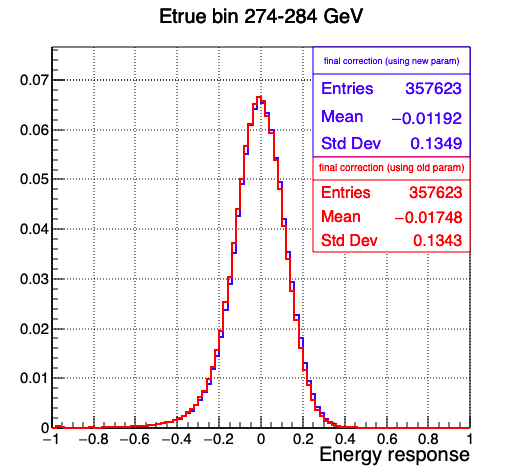 Etrue bin 274-284 GeV
final correction (using new param)
Entries 357623
Mean −0.01192
Std Dev 0.1349
final correction (using old param)
Entries 357623
Mean −0.01748
Std Dev 0.1343
0.07
0.06
0.05
0.04
0.03
0.02
0.01
0
−1 −0.8 −0.6 −0.4 −0.2 0 0.2 0.4 0.6 0.8 1
Energy response